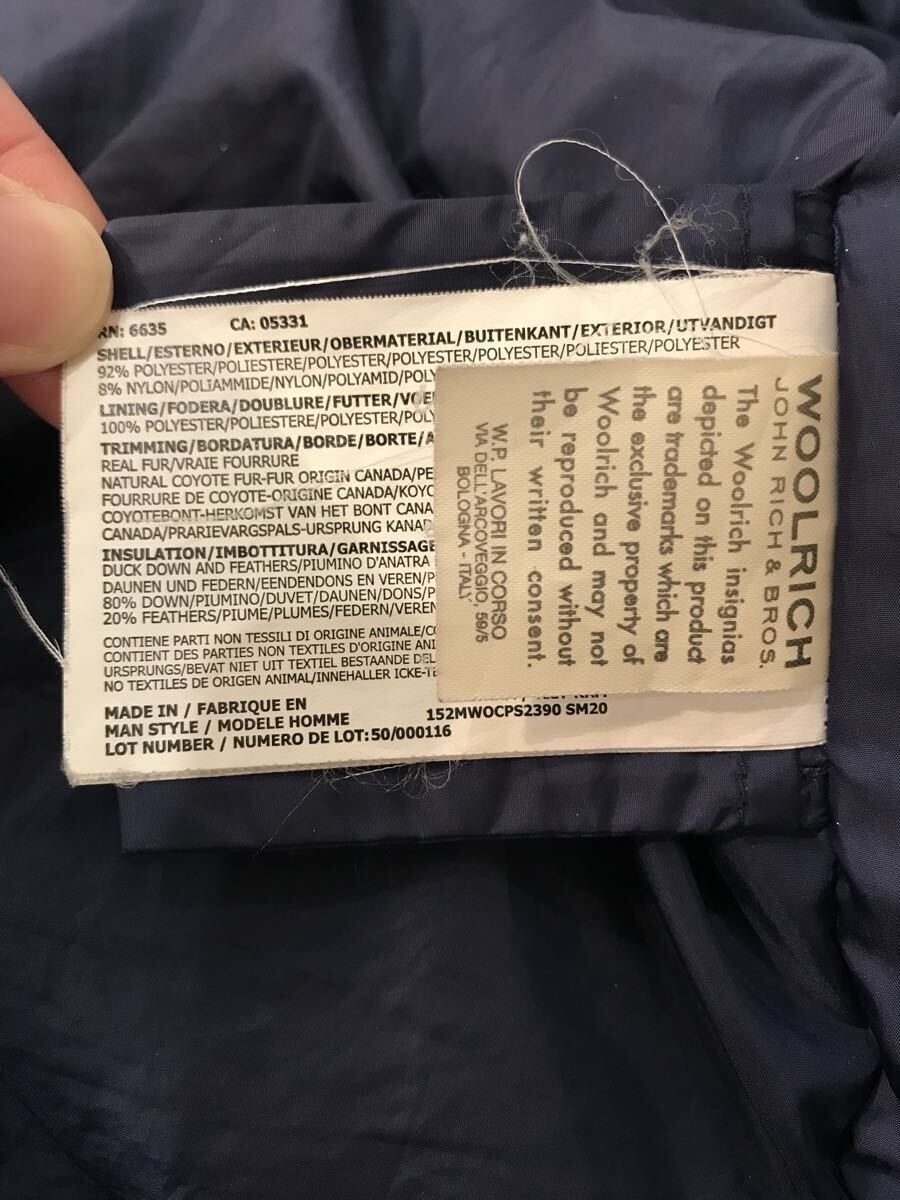 RN: 6635 CA: 05331
SHELL/ESTERNO/EXTERIEUR/OBERMATERIAL/BUITENKANT/EXTERIOR/UTVANDIGT
92% POLYESTER/POLIESTERE/POLYESTER/POLYESTER/POLYESTER/POLIESTER/POLYESTER
8% NYLON/POLIAMMIDE/NYLON/POLYAMID/POLY
LINING/FODERA/DOUBLURE/FUTTER/VOE
100% POLYESTER/POLIESTERE/POLYESTER/POL
TRIMMING/BORDATURA/BORDE/BORTE/A
REAL FUR/VRAIE FOURRURE
NATURAL COYOTE FUR-FUR ORIGIN CANADA/PE
FOURRURE DE COYOTE-ORIGINE CANADA/KOYO
COYOTEBONT-HERKOMST VAN HET BONT CANA
CANADA/PRARIEVARGSPALS-URSPRUNG KANAD
INSULATION/IMBOTTITURA/GARNISSAGE
DUCK DOWN AND FEATHERS/PIUMINO D'ANATRA
DAUNEN UND FEDERN/EENDENDONS EN VEREN/P
80% DOWN/PIUMINO/DUVET/DAUNEN/DONS/P
20% FEATHERS/PIUME/PLUMES/FEDERN/VEREN
CONTIENE PARTI NON TESSILI DI ORIGINE ANIMALE/CO
CONTIENT DES PARTIES NON TEXTILES D'ORIGINE ANI
URSPRUNGS/BEVAT NIET UIT TEXTIEL BESTAANDE DEL
NO TEXTILES DE ORIGEN ANIMAL/INNEHALLER ICKE-TE
MADE IN / FABRIQUE EN
MAN STYLE / MODELE HOMME 152MWOCPS2390 SM20
LOT NUMBER / NUMERO DE LOT: 50/000116
WOOLRICH
JOHN RICH & BROS.
The Woolrich insignias
depicted on this product
are trademarks which are
the exclusive property of
Woolrich and may not
be reproduced without
their written consent.
W.P. LAVORI IN CORSO
VIA DELL'ARCOVEGGIO, 59/5
BOLOGNA - ITALY